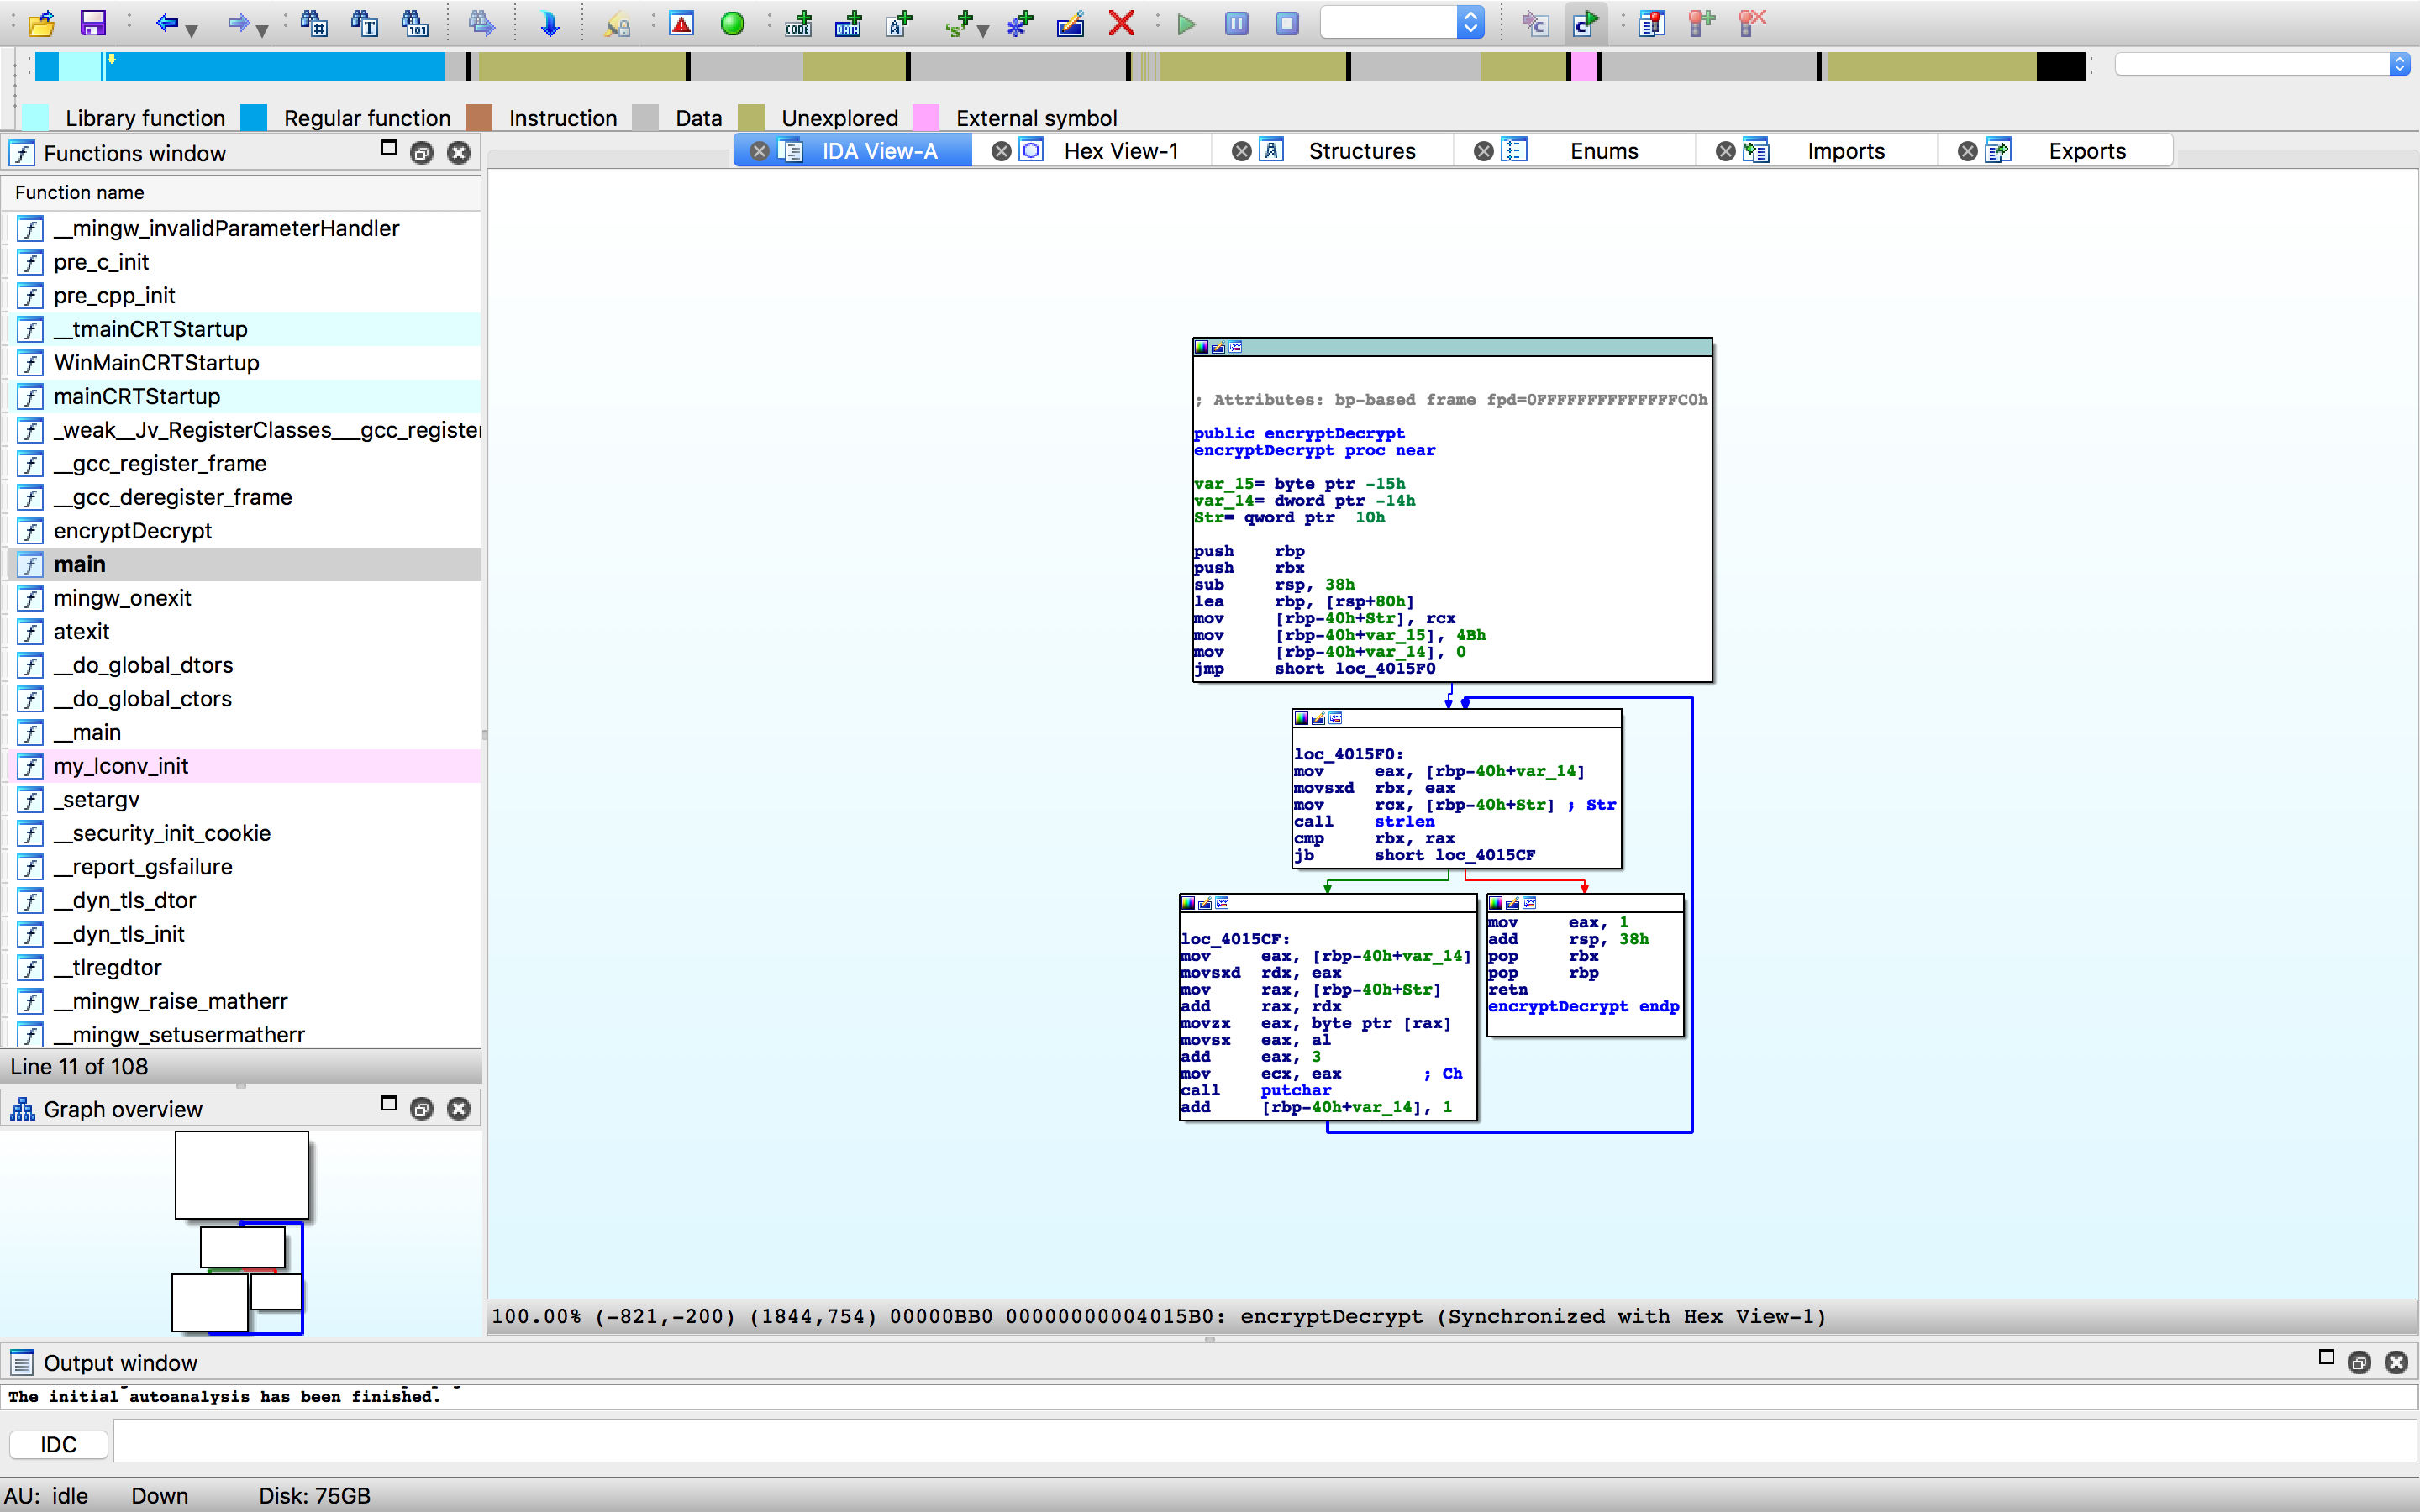 Library function Regular function Instruction Data Unexplored External symbol
Functions window
IDA View-A Hex View-1 Structures Enums Imports Exports
Function name
__mingw_invalidParameterHandler
pre_c_init
pre_cpp_init
__tmainCRTStartup
WinMainCRTStartup
mainCRTStartup
_weak__Jv_RegisterClasses___gcc_register
__gcc_register_frame
__gcc_deregister_frame
encryptDecrypt
main
mingw_onexit
atexit
__do_global_dtors
__do_global_ctors
__main
my_lconv_init
_setargv
__security_init_cookie
__report_gsfailure
__dyn_tls_dtor
__dyn_tls_init
__tlregdtor
__mingw_raise_matherr
__mingw_setusermatherr
Line 11 of 108
Graph overview
; Attributes: bp-based frame fpd=0FFFFFFFFFFFFFFC0h
public encryptDecrypt
encryptDecrypt proc near
var_15= byte ptr -15h
var_14= dword ptr -14h
Str= qword ptr  10h
push rbp
push rbx
sub rsp, 38h
lea rbp, [rsp+80h]
mov [rbp-40h+Str], rcx
mov [rbp-40h+var_15], 4Bh
mov [rbp-40h+var_14], 0
jmp short loc_4015F0
loc_4015F0:
mov eax, [rbp-40h+var_14]
movsxd rbx, eax
mov rcx, [rbp-40h+Str] ; Str
call strlen
cmp rbx, rax
jb short loc_4015CF
loc_4015CF:
mov eax, [rbp-40h+var_14]
movsxd rdx, eax
mov rax, [rbp-40h+Str]
add rax, rdx
movzx eax, byte ptr [rax]
movsx eax, al
add eax, 3
mov ecx, eax ; Ch
call putchar
add [rbp-40h+var_14], 1
mov eax, 1
add rsp, 38h
pop rbx
pop rbp
retn
encryptDecrypt endp
100.00% (-821,-200) (1844,754) 00000BB0 00000000004015B0: encryptDecrypt (Synchronized with Hex View-1)
Output window
The initial autoanalysis has been finished.
IDC
AU: idle Down Disk: 75GB